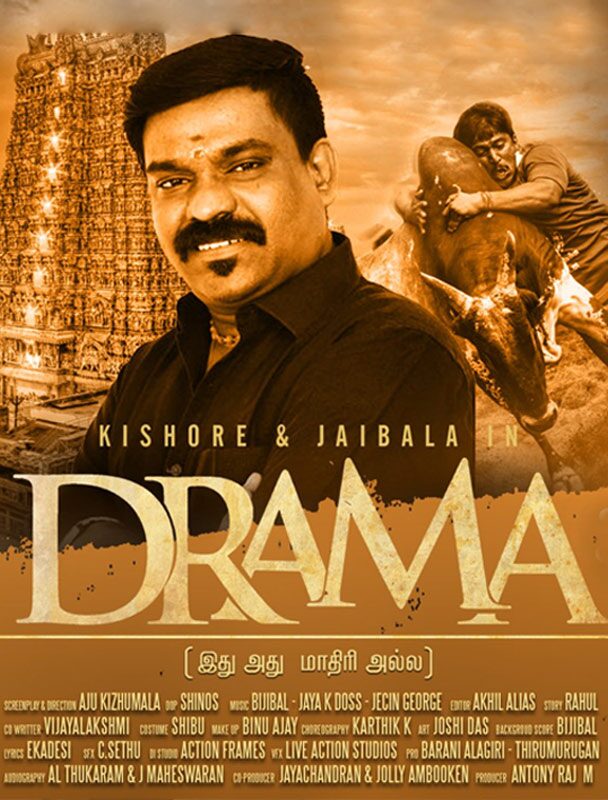 KISHORE & JAIBALA IN
DRAMA
(இது அது மாதிரி அல்ல)
SCREENPLAY & DIRECTION AJU KIZHUMALA DOP SHINOS MUSIC BIJIBAL - JAYA K DOSS - JECIN GEORGE EDITOR AKHIL ALIAS STORY RAHUL
CO WRITTER VIJAYALAKSHMI COSTUME SHIBU MAKE UP BINU AJAY CHOREOGRAPHY KARTHIK K ART JOSHI DAS BACKGROUD SCORE BIJIBAL
LYRICS EKADESI SFX C.SETHU DI STUDIO ACTION FRAMES VFX LIVE ACTION STUDIOS PRO BARANI ALAGIRI - THIRUMURUGAN
AUDIOGRAPHY AL THUKARAM & J MAHESWARAN CO-PRODUCER JAYACHANDRAN & JOLLY AMBOOKEN PRODUCER ANTONY RAJ M